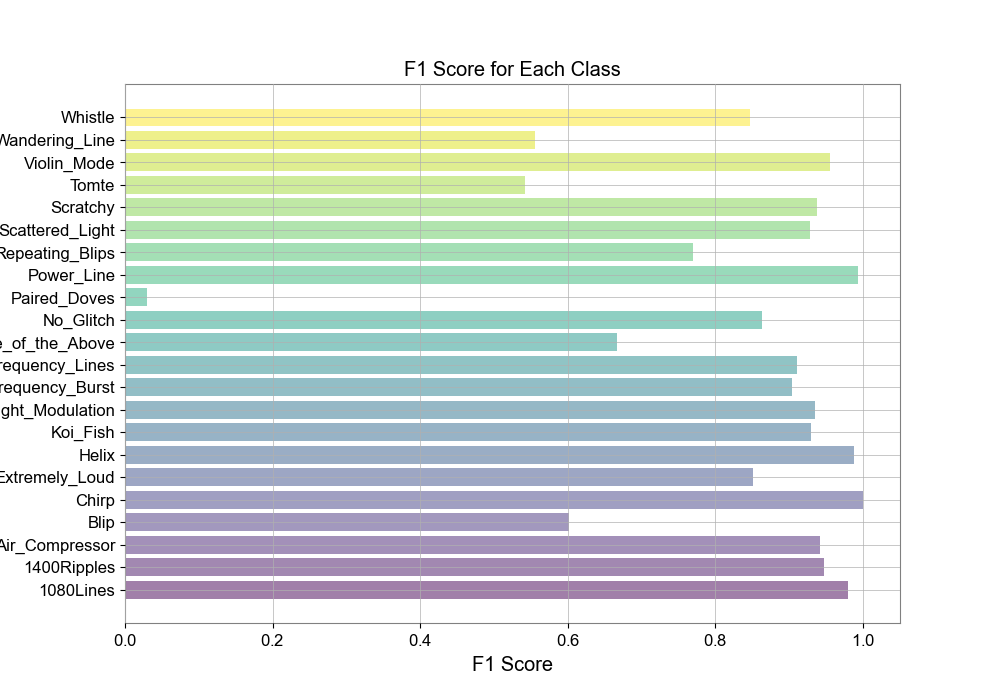 F1 Score for Each Class
Whistle
Wandering_Line
Violin_Mode
Tomte
Scratchy
Scattered_Light
Repeating_Blips
Power_Line
Paired_Doves
No_Glitch
e_of_the_Above
requency_Lines
requency_Burst
ght_Modulation
Koi_Fish
Helix
Extremely_Loud
Chirp
Blip
Air_Compressor
1400Ripples
1080Lines
0.0 0.2 0.4 0.6 0.8 1.0
F1 Score